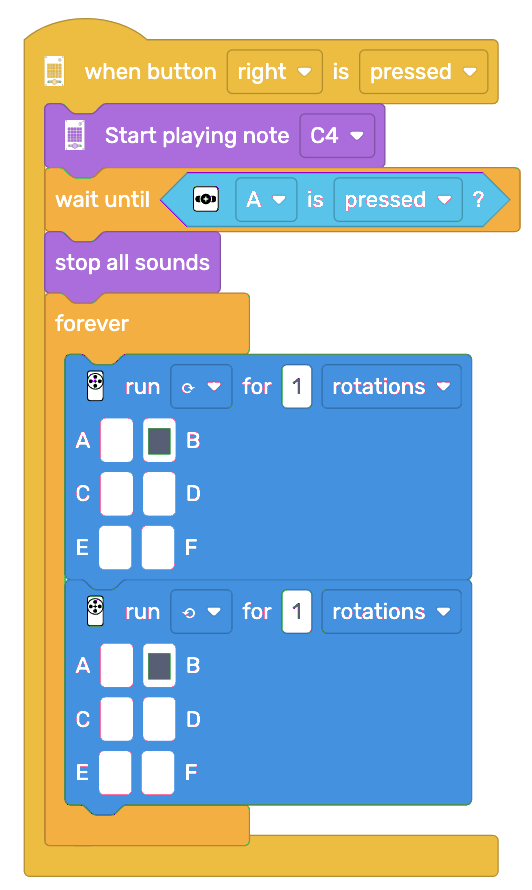 when button right is pressed
Start playing note C4
wait until A is pressed ?
stop all sounds
forever
run for 1 rotations
A B
C D
E F
run for 1 rotations
A B
C D
E F